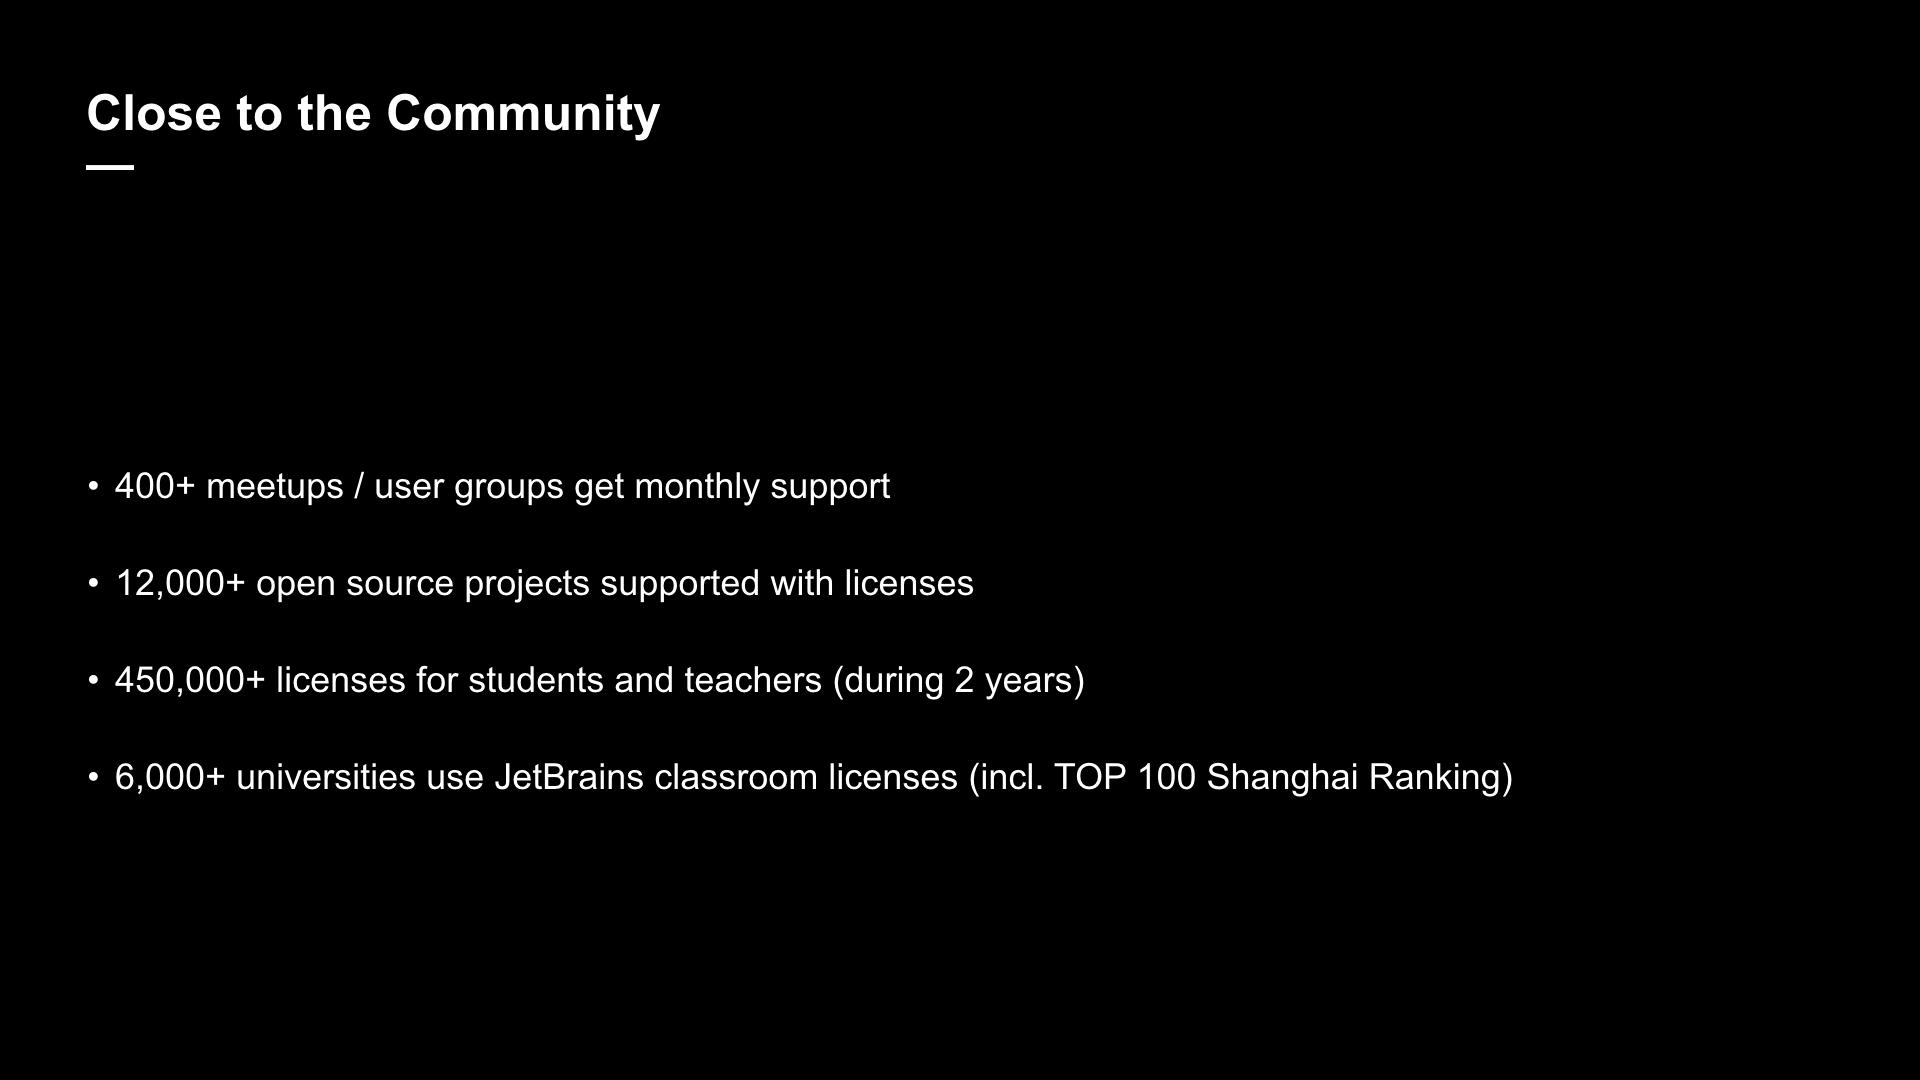 Close to the Community
• 400+ meetups / user groups get monthly support
• 12,000+ open source projects supported with licenses
• 450,000+ licenses for students and teachers (during 2 years)
• 6,000+ universities use JetBrains classroom licenses (incl. TOP 100 Shanghai Ranking)